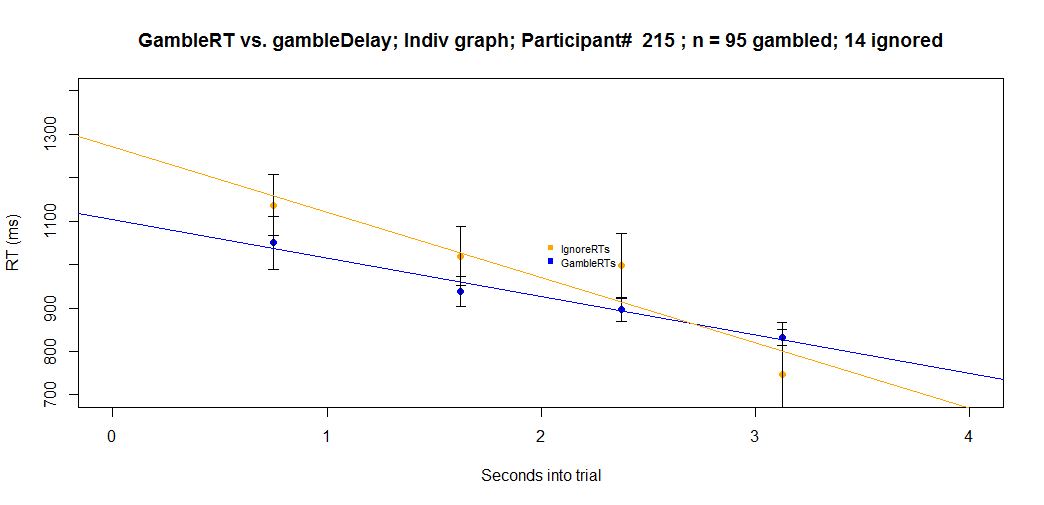 GambleRT vs. gambleDelay; Indiv graph; Participant#  215 ; n = 95 gambled; 14 ignored
RT (ms)
1300
1100
900
800
700
IgnoreRTs
GambleRTs
0 1 2 3 4
Seconds into trial